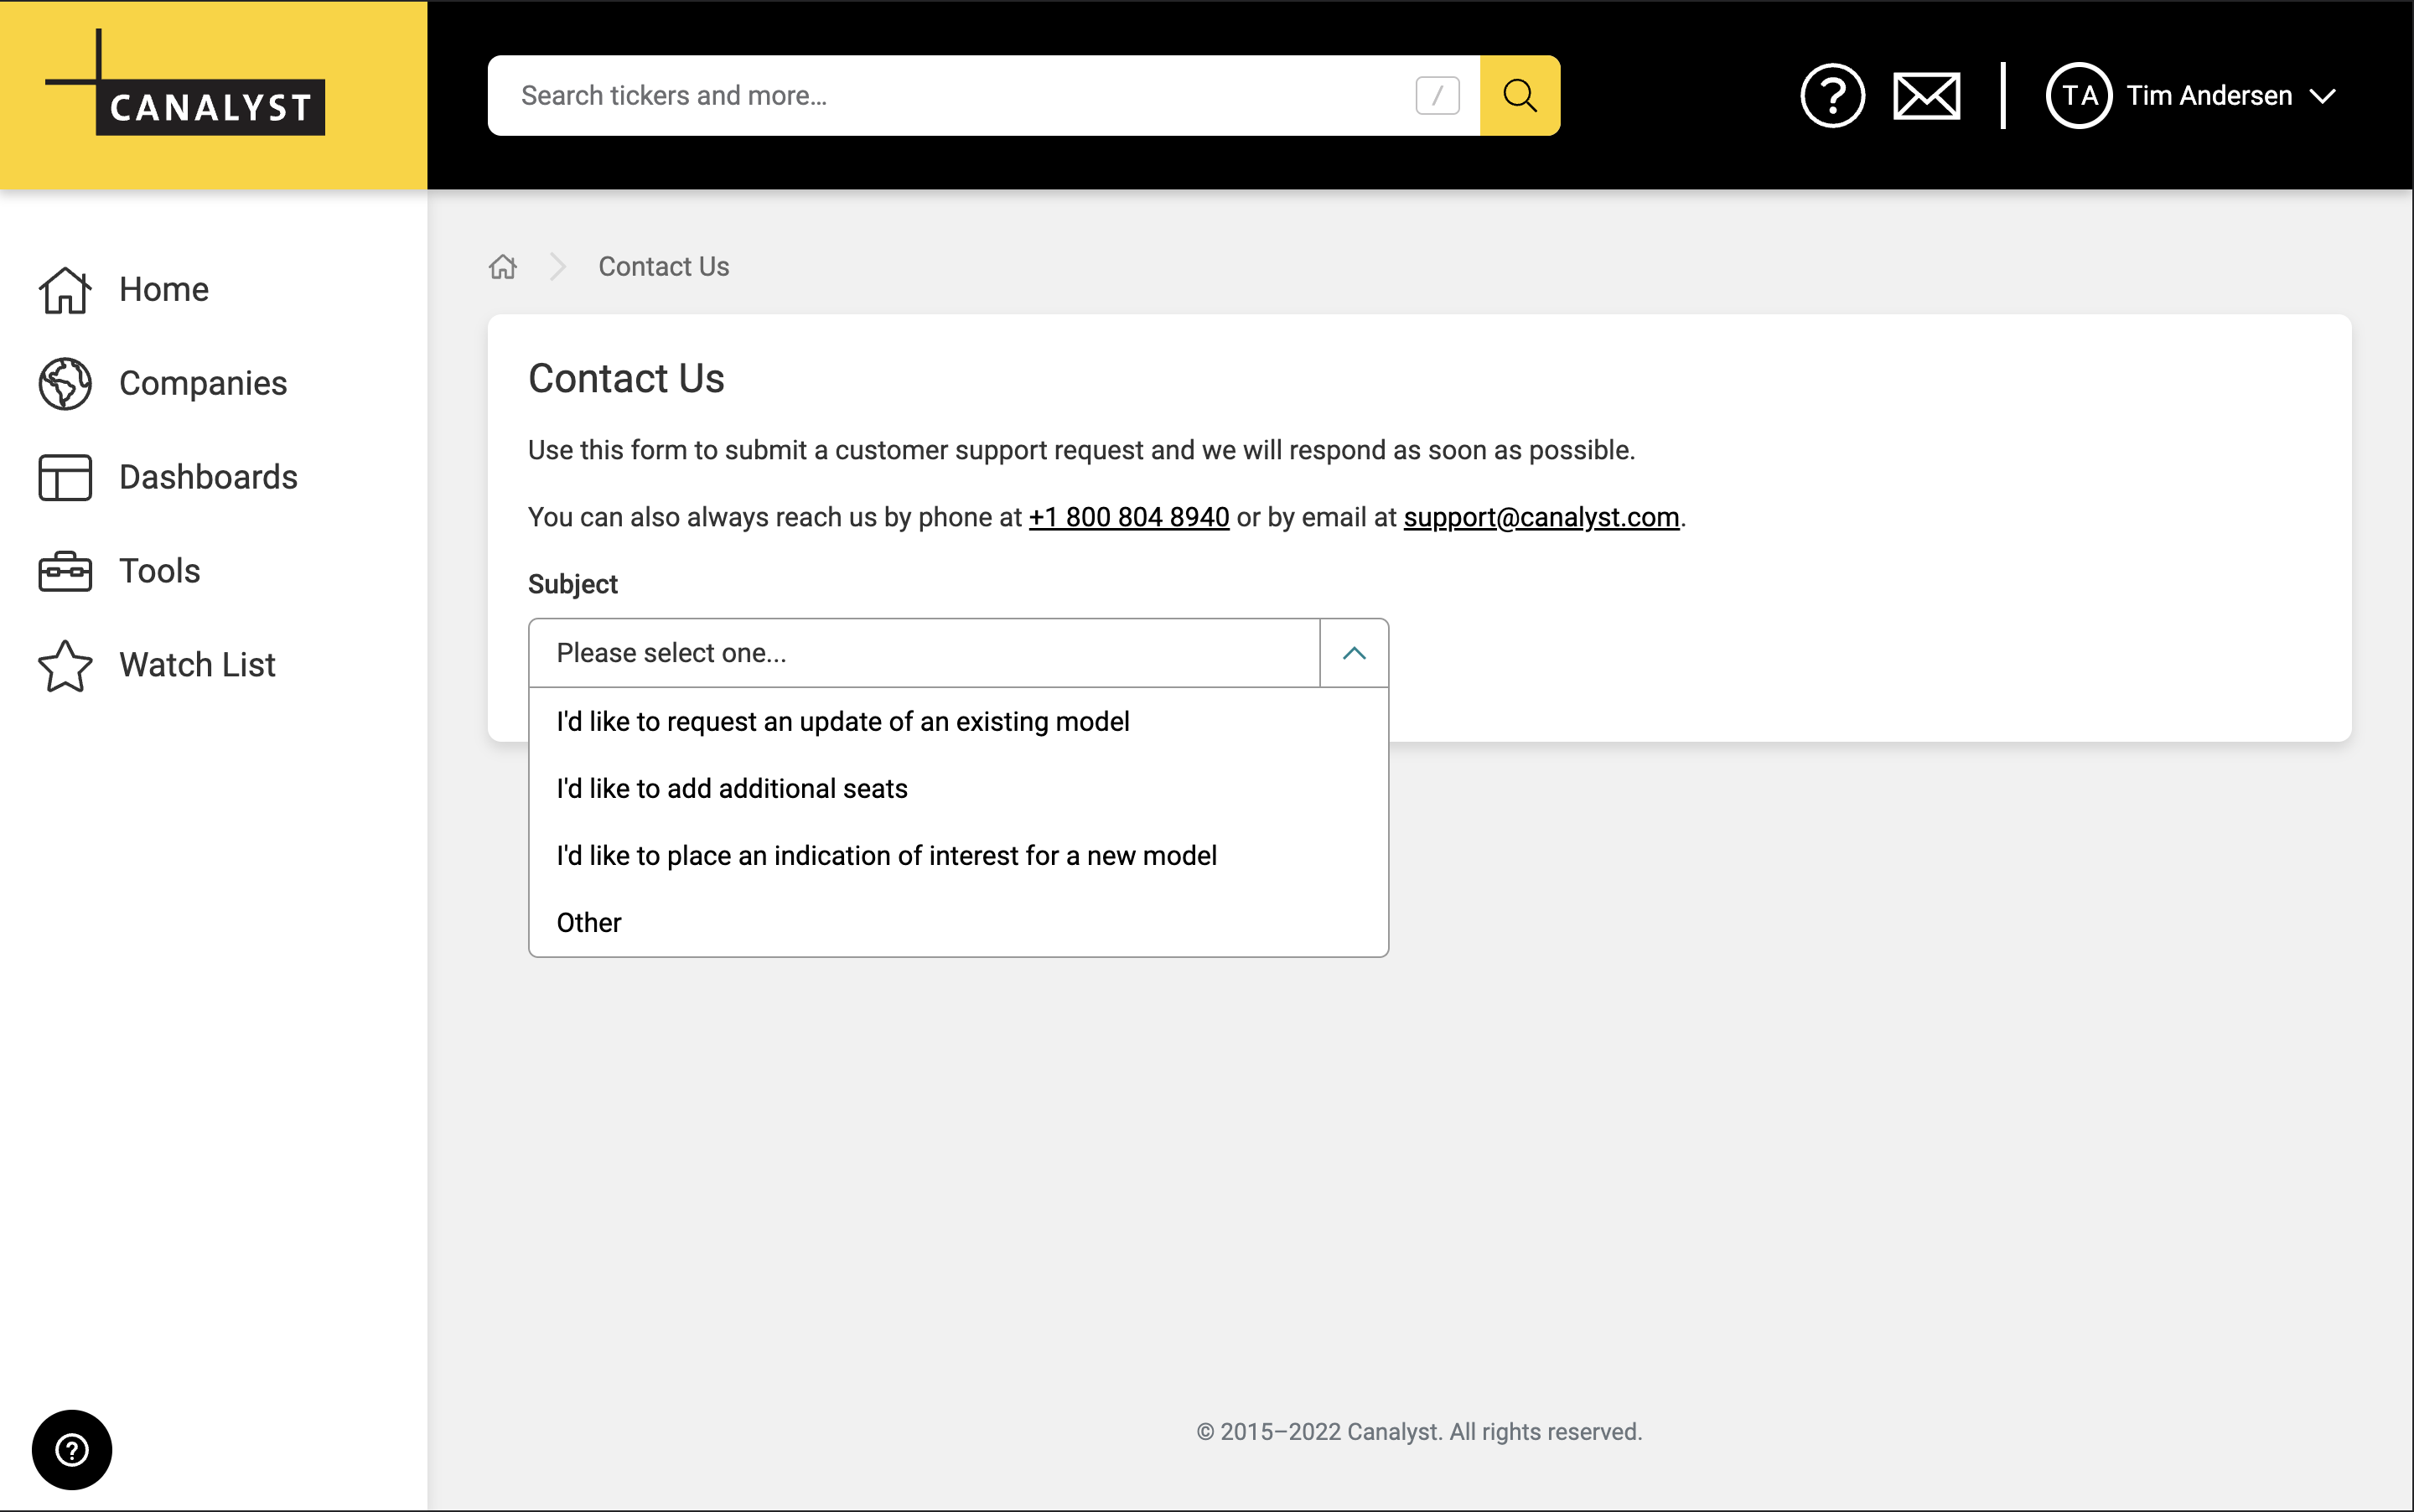 CANALYST
Search tickers and more...
/
?
TA
Tim Andersen
Home
Companies
Dashboards
Tools
Watch List
Contact Us
Contact Us
Use this form to submit a customer support request and we will respond as soon as possible.
You can also always reach us by phone at +1 800 804 8940 or by email at support@canalyst.com.
Subject
Please select one...
I'd like to request an update of an existing model
I'd like to add additional seats
I'd like to place an indication of interest for a new model
Other
?
© 2015–2022 Canalyst. All rights reserved.